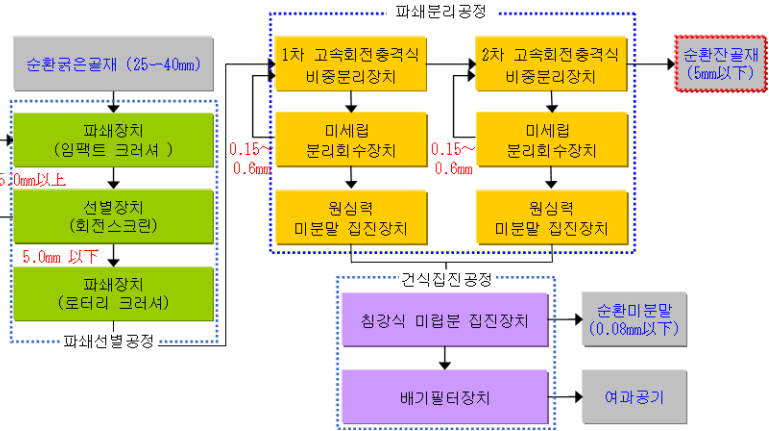 파쇄분리공정
순환굵은골재 (25~40mm)
파쇄장치
(임팩트 크러셔 )
5.0mm以上
선별장치
(회전스크린)
5.0mm 以下
파쇄장치
(로터리 크러셔)
파쇄선별공정
1차 고속회전충격식
비중분리장치
미세립
분리회수장치
0.15~
0.6mm
원심력
미분말 집진장치
2차 고속회전충격식
비중분리장치
미세립
분리회수장치
0.15~
0.6mm
원심력
미분말 집진장치
순환잔골재
(5mm以下)
건식집진공정
침강식 미립분 집진장치
순환미분말
(0.08mm以下)
배기필터장치
여과공기